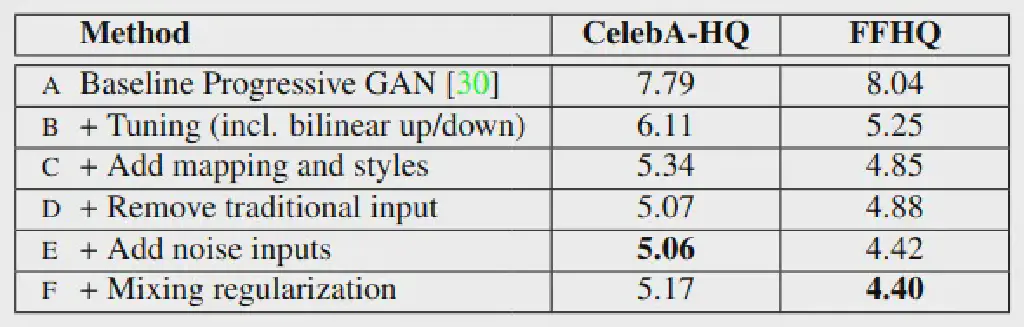 Method CelebA-HQ FFHQ
A Baseline Progressive GAN [30] 7.79 8.04
B + Tuning (incl. bilinear up/down) 6.11 5.25
C + Add mapping and styles 5.34 4.85
D + Remove traditional input 5.07 4.88
E + Add noise inputs 5.06 4.42
F + Mixing regularization 5.17 4.40